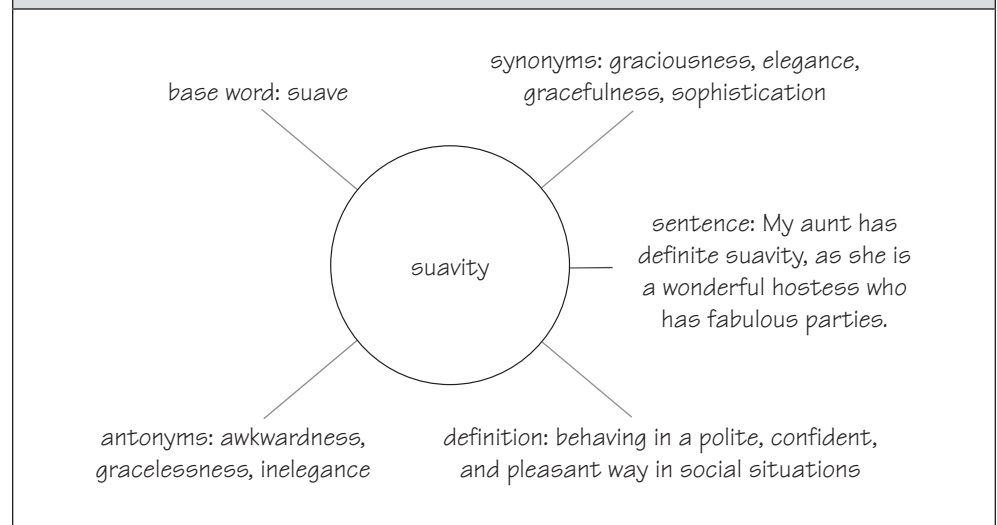 base word: suave
synonyms: graciousness, elegance,
gracefulness, sophistication
suavity
sentence: My aunt has
definite suavity, as she is
a wonderful hostess who
has fabulous parties.
antonyms: awkwardness,
gracelessness, inelegance
definition: behaving in a polite, confident,
and pleasant way in social situations